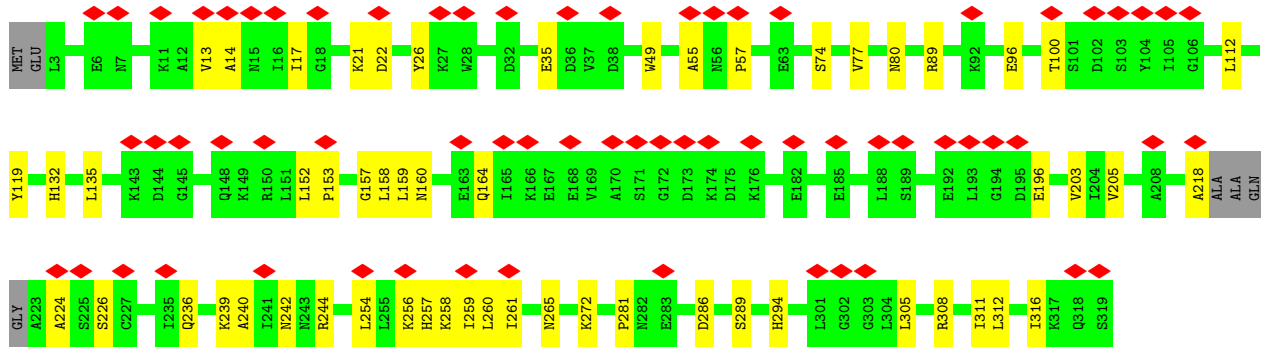 MET GLU L3 E6 N7 K11 A12 V13 A14 N15 I16 I17 G18 K21 D22 Y26 K27 W28 D32 E35 D36 V37 D38 W49 A55 N56 P57 E63 S74 V77 N80 R89 K92 E96 T100 S101 D102 S103 Y104 I105 G106 L112
Y119 H132 L135 K143 D144 G145 Q148 K149 R150 L151 L152 P153 G157 L158 L159 N160 E163 Q164 I165 K166 E167 E168 V169 A170 S171 G172 D173 K174 D175 K176 E182 E185 L188 S189 E192 L193 G194 D195 E196 V203 I204 V205 A208 A218 ALA ALA GLN
GLY A223 A224 S225 S226 C227 I235 Q236 K239 A240 I241 N242 N243 R244 L254 L255 K256 H257 K258 I259 L260 I261 N265 K272 P281 N282 E283 D286 S289 H294 L301 G302 G303 L304 L305 R308 I311 L312 I316 K317 Q318 S319